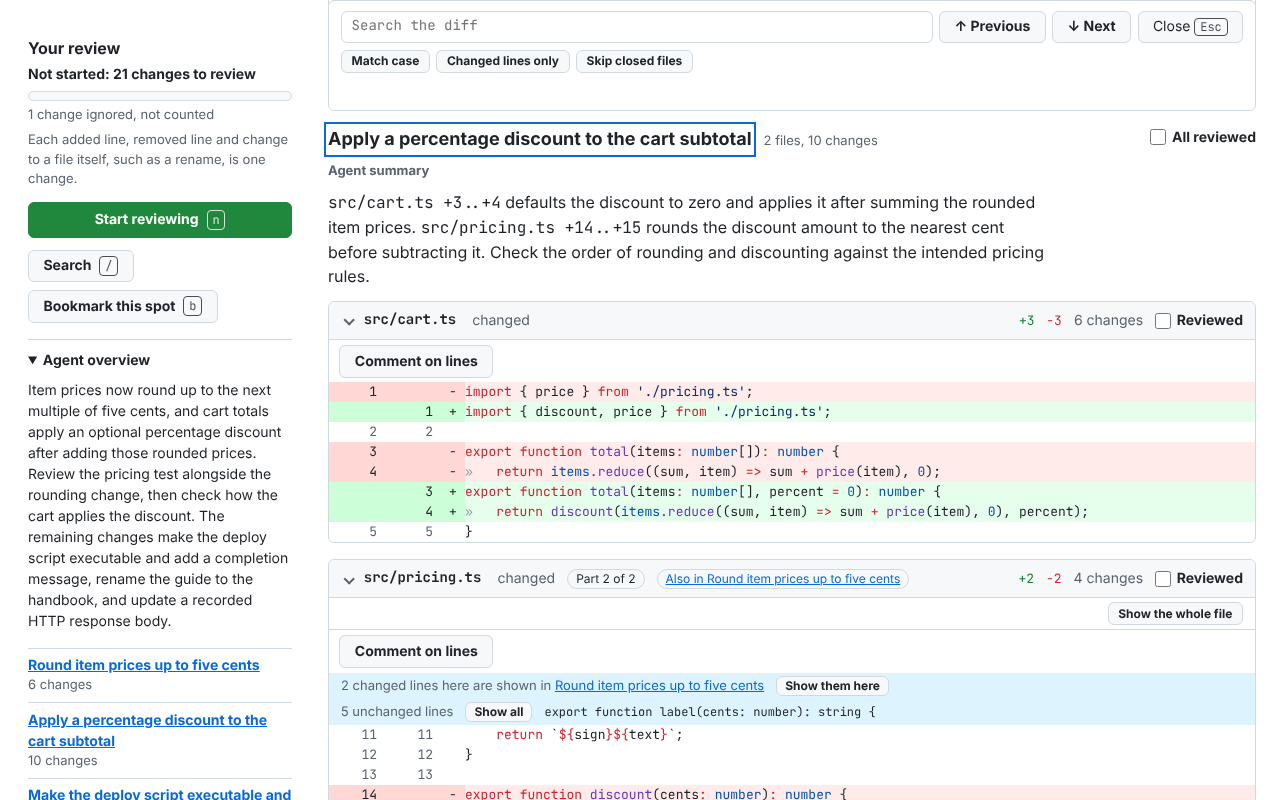 Your review
Not started: 21 changes to review
1 change ignored, not counted
Each added line, removed line and change
to a file itself, such as a rename, is one
change.
Start reviewing n
Search /
Bookmark this spot b
▼ Agent overview
Item prices now round up to the next
multiple of five cents, and cart totals
apply an optional percentage discount
after adding those rounded prices.
Review the pricing test alongside the
rounding change, then check how the
cart applies the discount. The
remaining changes make the deploy
script executable and add a completion
message, rename the guide to the
handbook, and update a recorded
HTTP response body.
Round item prices up to five cents
6 changes
Apply a percentage discount to the
cart subtotal
10 changes
Make the deploy script executable and
Search the diff
↑ Previous
↓ Next
Close Esc
Match case
Changed lines only
Skip closed files
Apply a percentage discount to the cart subtotal 2 files, 10 changes
All reviewed
Agent summary
src/cart.ts +3..+4 defaults the discount to zero and applies it after summing the rounded
item prices. src/pricing.ts +14..+15 rounds the discount amount to the nearest cent
before subtracting it. Check the order of rounding and discounting against the intended pricing
rules.
src/cart.ts changed +3 -3 6 changes Reviewed
Comment on lines
1 - import { price } from './pricing.ts';
1 + import { discount, price } from './pricing.ts';
2 2
3 - export function total(items: number[]): number {
4 - »   return items.reduce((sum, item) => sum + price(item), 0);
3 + export function total(items: number[], percent = 0): number {
4 + »   return discount(items.reduce((sum, item) => sum + price(item), 0), percent);
5 5 }
src/pricing.ts changed Part 2 of 2 Also in Round item prices up to five cents +2 -2 4 changes Reviewed
Show the whole file
Comment on lines
2 changed lines here are shown in Round item prices up to five cents Show them here
5 unchanged lines Show all export function label(cents: number): string {
11 11     return `${sign}${text}`;
12 12 }
13 13
14 - export function discount(cents: number): number {